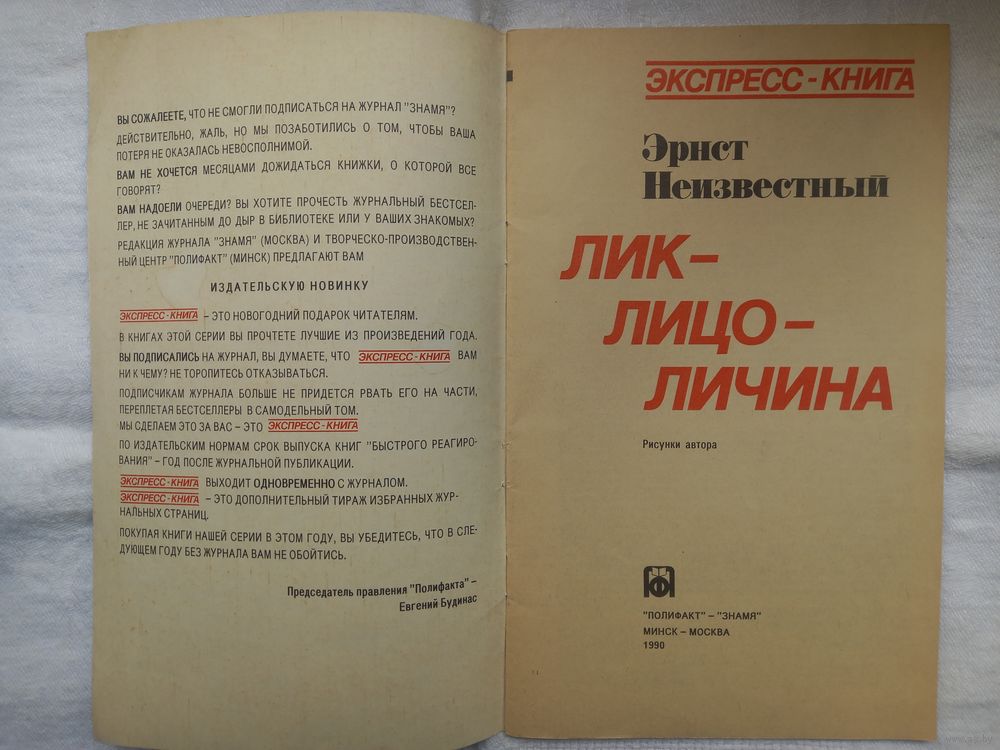 ВЫ СОЖАЛЕЕТЕ, ЧТО НЕ СМОГЛИ ПОДПИСАТЬСЯ НА ЖУРНАЛ "ЗНАМЯ"?
ДЕЙСТВИТЕЛЬНО, ЖАЛЬ, НО МЫ ПОЗАБОТИЛИСЬ О ТОМ, ЧТОБЫ ВАША
ПОТЕРЯ НЕ ОКАЗАЛАСЬ НЕВОСПОЛНИМОЙ.
ВАМ НЕ ХОЧЕТСЯ МЕСЯЦАМИ ДОЖИДАТЬСЯ КНИЖКИ, О КОТОРОЙ ВСЕ
ГОВОРЯТ?
ВАМ НАДОЕЛИ ОЧЕРЕДИ? ВЫ ХОТИТЕ ПРОЧЕСТЬ ЖУРНАЛЬНЫЙ БЕСТСЕЛ-
ЛЕР, НЕ ЗАЧИТАННЫМ ДО ДЫР В БИБЛИОТЕКЕ ИЛИ У ВАШИХ ЗНАКОМЫХ?
РЕДАКЦИЯ ЖУРНАЛА "ЗНАМЯ" (МОСКВА) И ТВОРЧЕСКО-ПРОИЗВОДСТВЕН-
НЫЙ ЦЕНТР "ПОЛИФАКТ" (МИНСК) ПРЕДЛАГАЮТ ВАМ
ИЗДАТЕЛЬСКУЮ НОВИНКУ
ЭКСПРЕСС-КНИГА – ЭТО НОВОГОДНИЙ ПОДАРОК ЧИТАТЕЛЯМ.
В КНИГАХ ЭТОЙ СЕРИИ ВЫ ПРОЧТЕТЕ ЛУЧШИЕ ИЗ ПРОИЗВЕДЕНИЙ ГОДА.
ВЫ ПОДПИСАЛИСЬ НА ЖУРНАЛ, ВЫ ДУМАЕТЕ, ЧТО ЭКСПРЕСС-КНИГА ВАМ
НИ К ЧЕМУ? НЕ ТОРОПИТЕСЬ ОТКАЗЫВАТЬСЯ.
ПОДПИСЧИКАМ ЖУРНАЛА БОЛЬШЕ НЕ ПРИДЕТСЯ РВАТЬ ЕГО НА ЧАСТИ,
ПЕРЕПЛЕТАЯ БЕСТСЕЛЛЕРЫ В САМОДЕЛЬНЫЙ ТОМ.
МЫ СДЕЛАЕМ ЭТО ЗА ВАС – ЭТО ЭКСПРЕСС-КНИГА
ПО ИЗДАТЕЛЬСКИМ НОРМАМ СРОК ВЫПУСКА КНИГ "БЫСТРОГО РЕАГИРО-
ВАНИЯ" – ГОД ПОСЛЕ ЖУРНАЛЬНОЙ ПУБЛИКАЦИИ.
ЭКСПРЕСС-КНИГА ВЫХОДИТ ОДНОВРЕМЕННО С ЖУРНАЛОМ.
ЭКСПРЕСС-КНИГА – ЭТО ДОПОЛНИТЕЛЬНЫЙ ТИРАЖ ИЗБРАННЫХ ЖУР-
НАЛЬНЫХ СТРАНИЦ.
ПОКУПАЯ КНИГИ НАШЕЙ СЕРИИ В ЭТОМ ГОДУ, ВЫ УБЕДИТЕСЬ, ЧТО В СЛЕ-
ДУЮЩЕМ ГОДУ БЕЗ ЖУРНАЛА ВАМ НЕ ОБОЙТИСЬ.
Председатель правления "Полифакта" –
Евгений Будинас
ЭКСПРЕСС-КНИГА
Эрнст
Неизвестный
ЛИК–
ЛИЦО–
ЛИЧИНА
Рисунки автора
"ПОЛИФАКТ" – "ЗНАМЯ"
МИНСК – МОСКВА
1990